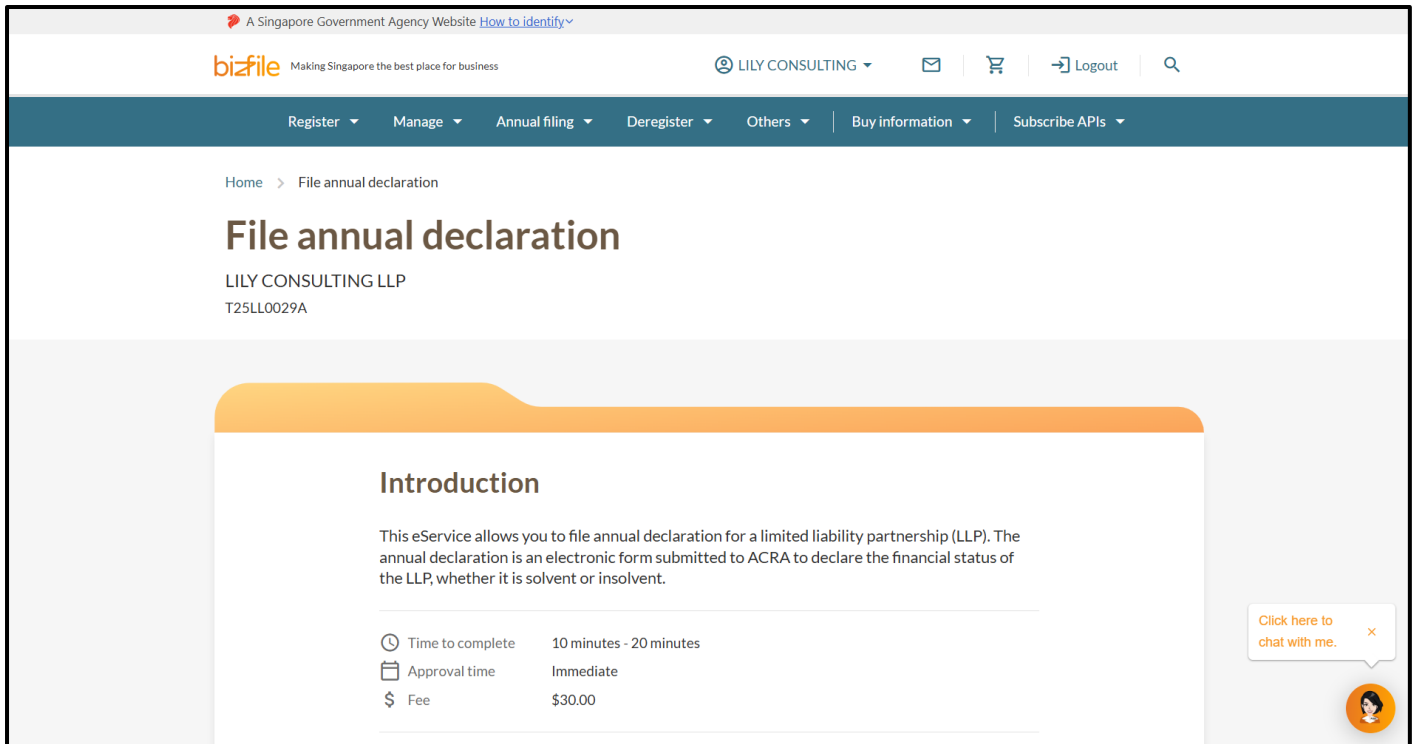 A Singapore Government Agency Website How to identify
bizfile Making Singapore the best place for business LILY CONSULTING Logout
Register Manage Annual filing Deregister Others Buy information Subscribe APIs
Home > File annual declaration
File annual declaration
LILY CONSULTING LLP
T25LL0029A
Introduction
This eService allows you to file annual declaration for a limited liability partnership (LLP). The
annual declaration is an electronic form submitted to ACRA to declare the financial status of
the LLP, whether it is solvent or insolvent.
Time to complete 10 minutes - 20 minutes
Approval time Immediate
$ Fee $30.00
Click here to
chat with me.